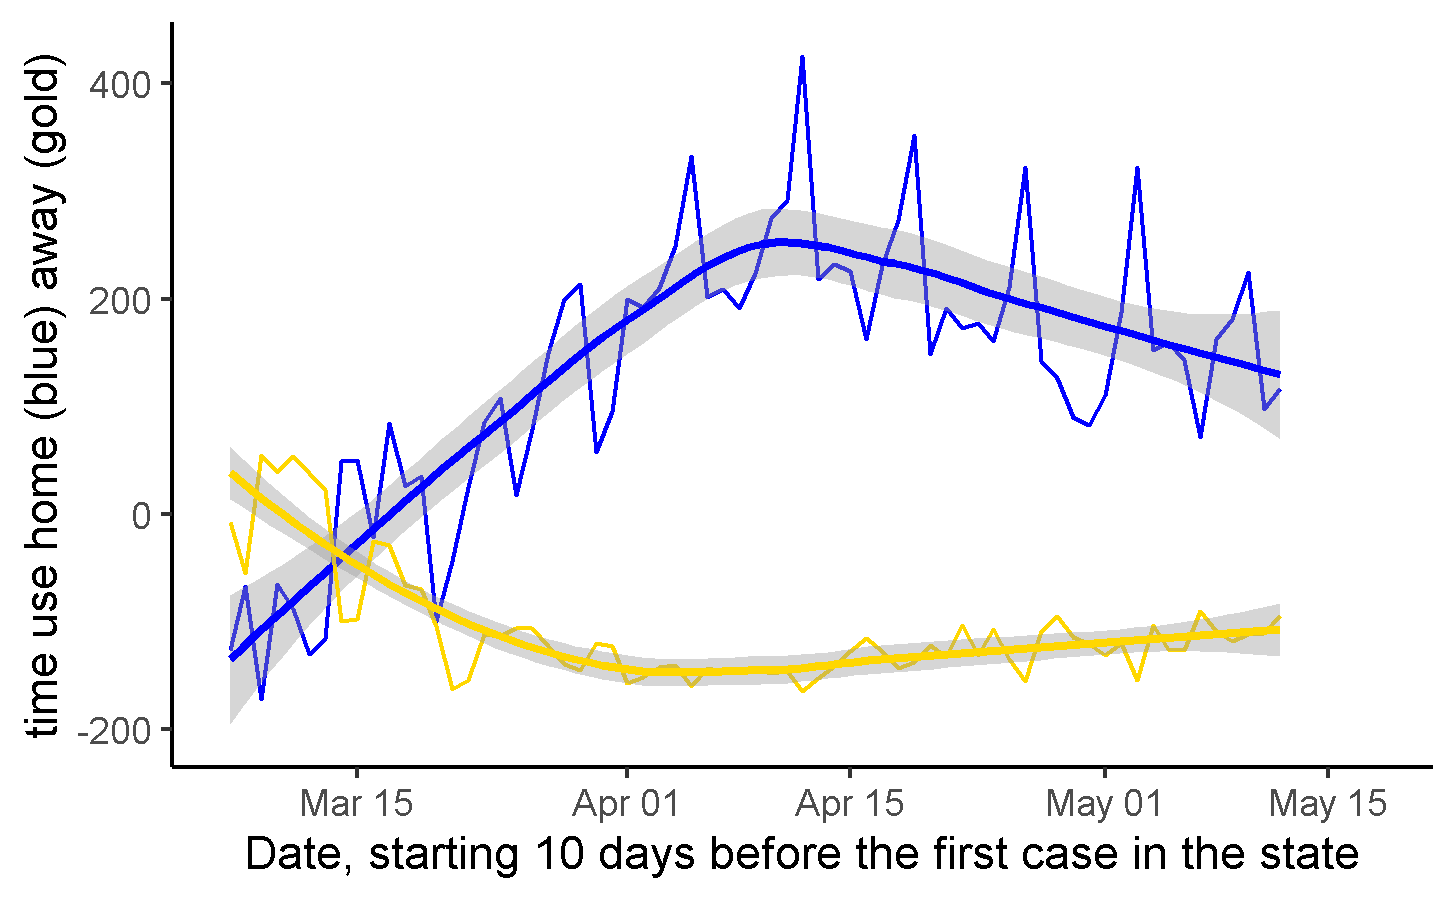 time use home (blue) away (gold)
400
200
0
-200
Mar 15 Apr 01 Apr 15 May 01 May 15
Date, starting 10 days before the first case in the state